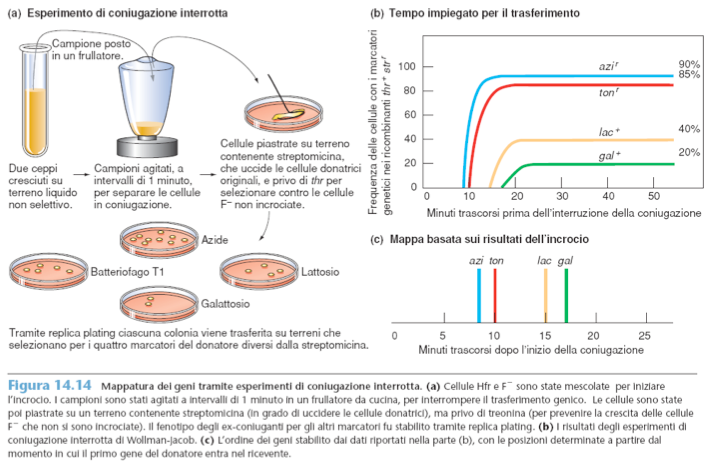 (a) Esperimento di coniugazione interrotta
Campione posto
in un frullatore.
Due ceppi
cresciuti su
terreno liquido
non selettivo.
Campioni agitati, a
intervalli di 1 minuto,
per separare le cellule
in coniugazione.
Cellule piastrate su terreno
contenente streptomicina,
che uccide le cellule donatrici
originali, e privo di thr per
selezionare contro le cellule
F⁻ non incrociate.
Azide
Batteriofago T1
Lattosio
Galattosio
Tramite replica plating ciascuna colonia viene trasferita su terreni che
selezionano per i quattro marcatori del donatore diversi dalla streptomicina.
(b) Tempo impiegato per il trasferimento
Frequenza delle cellule con i marcatori
genetici nei ricombinanti thr⁺ strʳ
100
80
60
40
20
0
aziʳ
90%
85%
tonʳ
lac⁺
40%
gal⁺
20%
0 10 20 30 40 50
Minuti trascorsi prima dell'interruzione della coniugazione
(c) Mappa basata sui risultati dell'incrocio
azi ton lac gal
0 5 10 15 20 25
Minuti trascorsi dopo l'inizio della coniugazione
Figura 14.14 Mappatura dei geni tramite esperimenti di coniugazione interrotta. (a) Cellule Hfr e F⁻ sono state mescolate per iniziare
l'incrocio. I campioni sono stati agitati a intervalli di 1 minuto in un frullatore da cucina, per interrompere il trasferimento genico. Le cellule sono state
poi piastrate su un terreno contenente streptomicina (in grado di uccidere le cellule donatrici), ma privo di treonina (per prevenire la crescita delle cellule
F⁻ che non si sono incrociate). Il fenotipo degli ex-coniuganti per gli altri marcatori fu stabilito tramite replica plating. (b) I risultati degli esperimenti di
coniugazione interrotta di Wollman-Jacob. (c) L'ordine dei geni stabilito dai dati riportati nella parte (b), con le posizioni determinate a partire dal
momento in cui il primo gene del donatore entra nel ricevente.